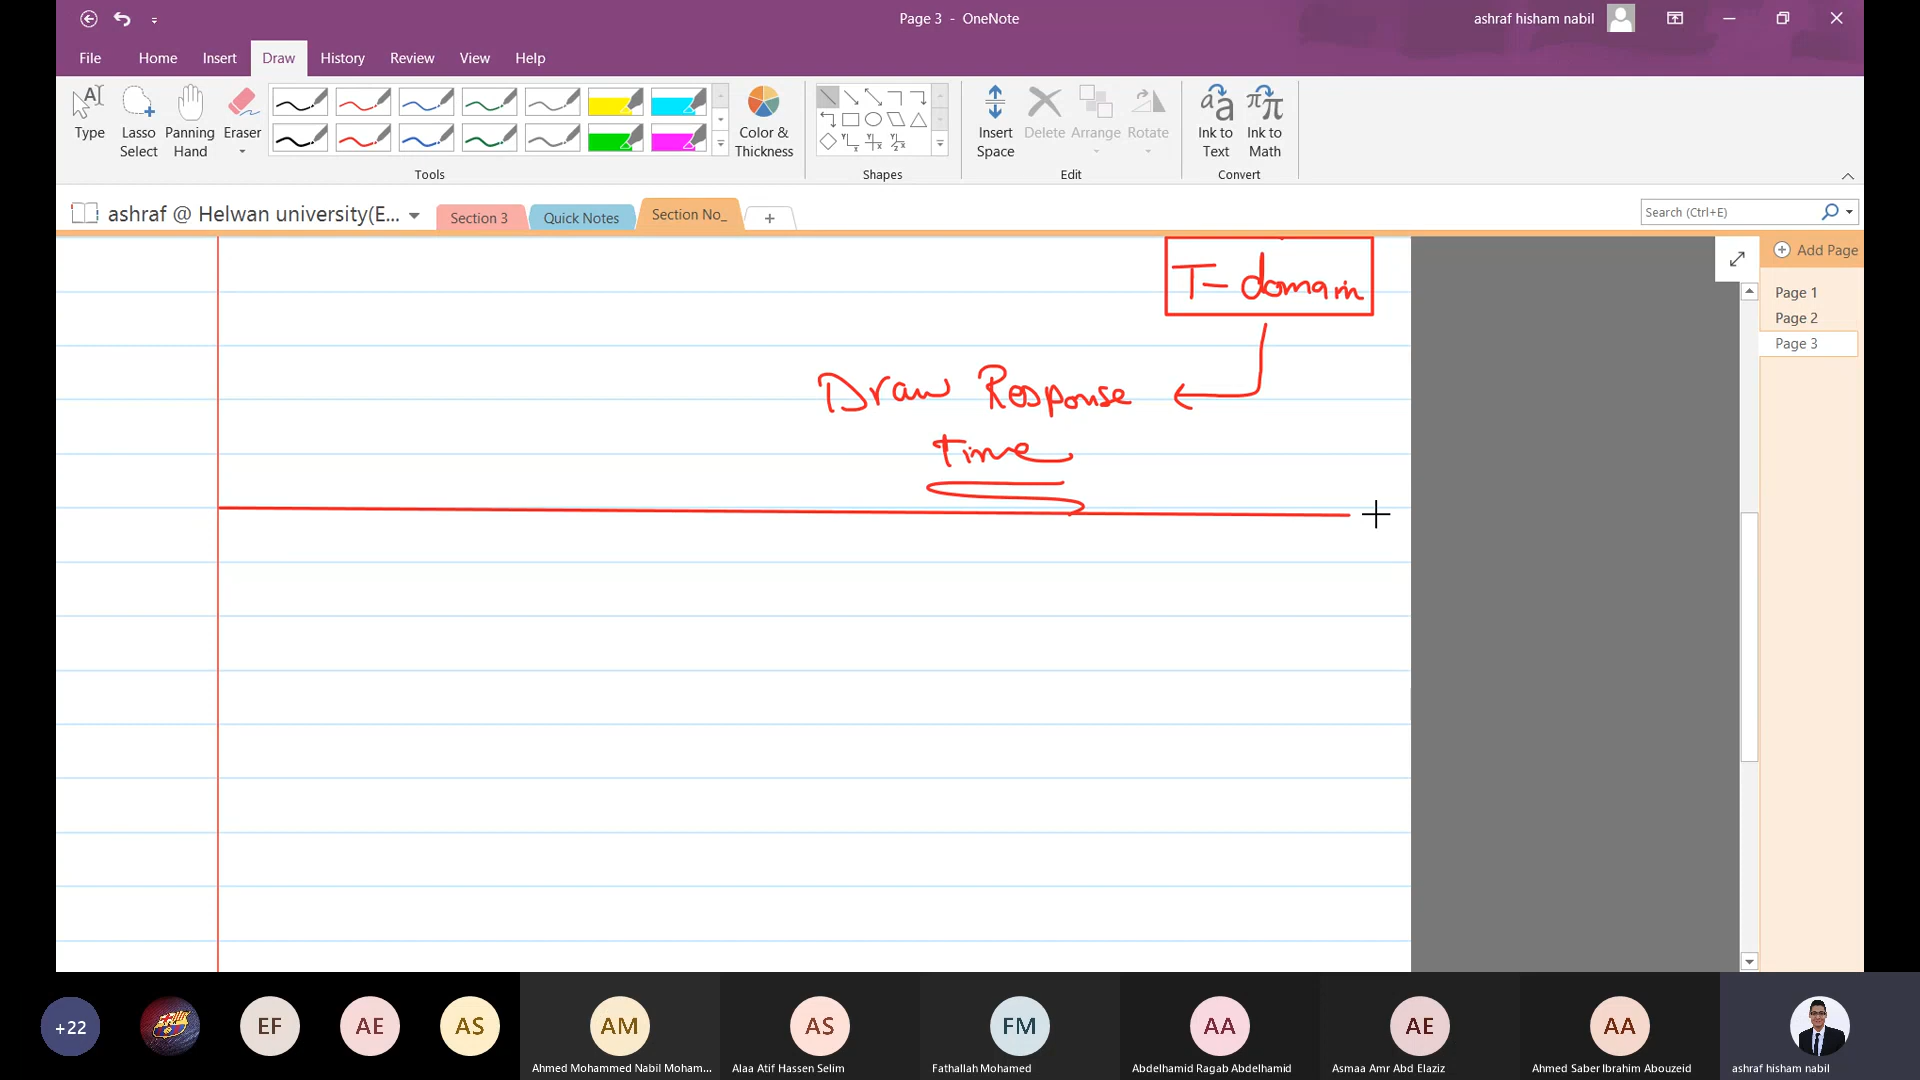 Page 3 - OneNote
ashraf hisham nabil
File Home Insert Draw History Review View Help
Type
Lasso Select
Panning Hand
Eraser
Color & Thickness
Insert Space
Delete
Arrange
Rotate
Ink to Text
Ink to Math
Tools
Shapes
Edit
Convert
ashraf @ Helwan university(E...
Section 3
Quick Notes
Section No_
Search (Ctrl+E)
Add Page
Page 1
Page 2
Page 3
T- domain
Draw Response
time
+22
EF
AE
AS
AM
AS
FM
AA
AE
AA
Ahmed Mohammed Nabil Moham...
Alaa Atif Hassen Selim
Fathallah Mohamed
Abdelhamid Ragab Abdelhamid
Asmaa Amr Abd Elaziz
Ahmed Saber Ibrahim Abouzeid
ashraf hisham nabil